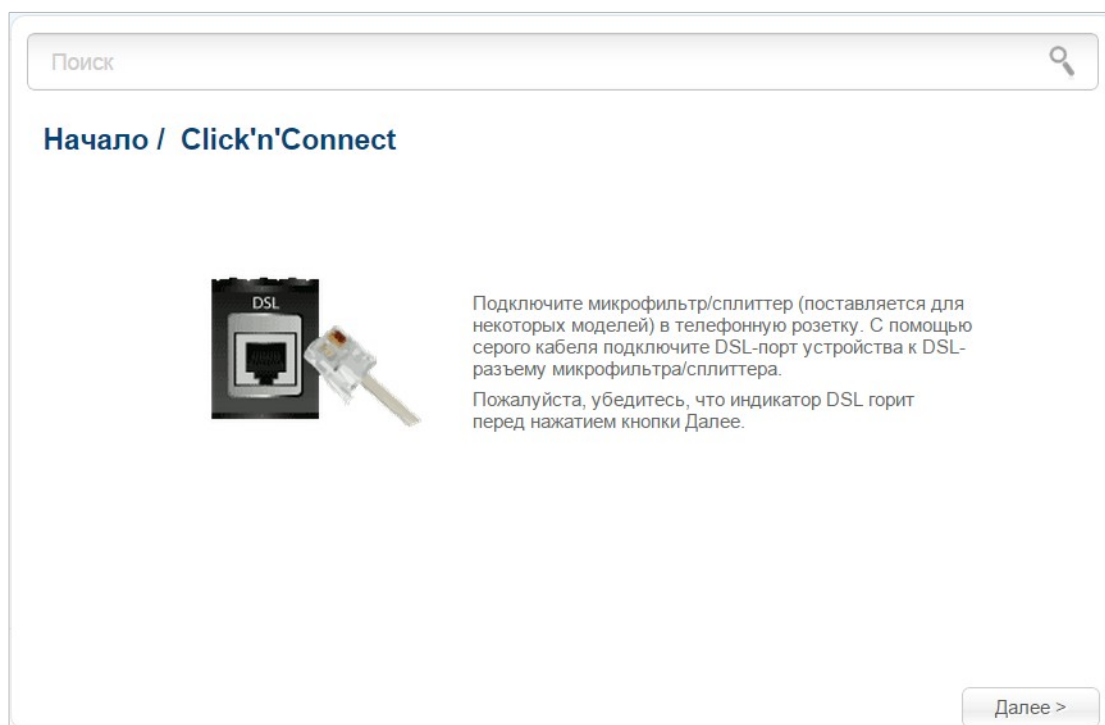 Поиск
Начало / Click'n'Connect
DSL
Подключите микрофильтр/сплиттер (поставляется для
некоторых моделей) в телефонную розетку. С помощью
серого кабеля подключите DSL-порт устройства к DSL-
разъему микрофильтра/сплиттера.
Пожалуйста, убедитесь, что индикатор DSL горит
перед нажатием кнопки Далее.
Далее >